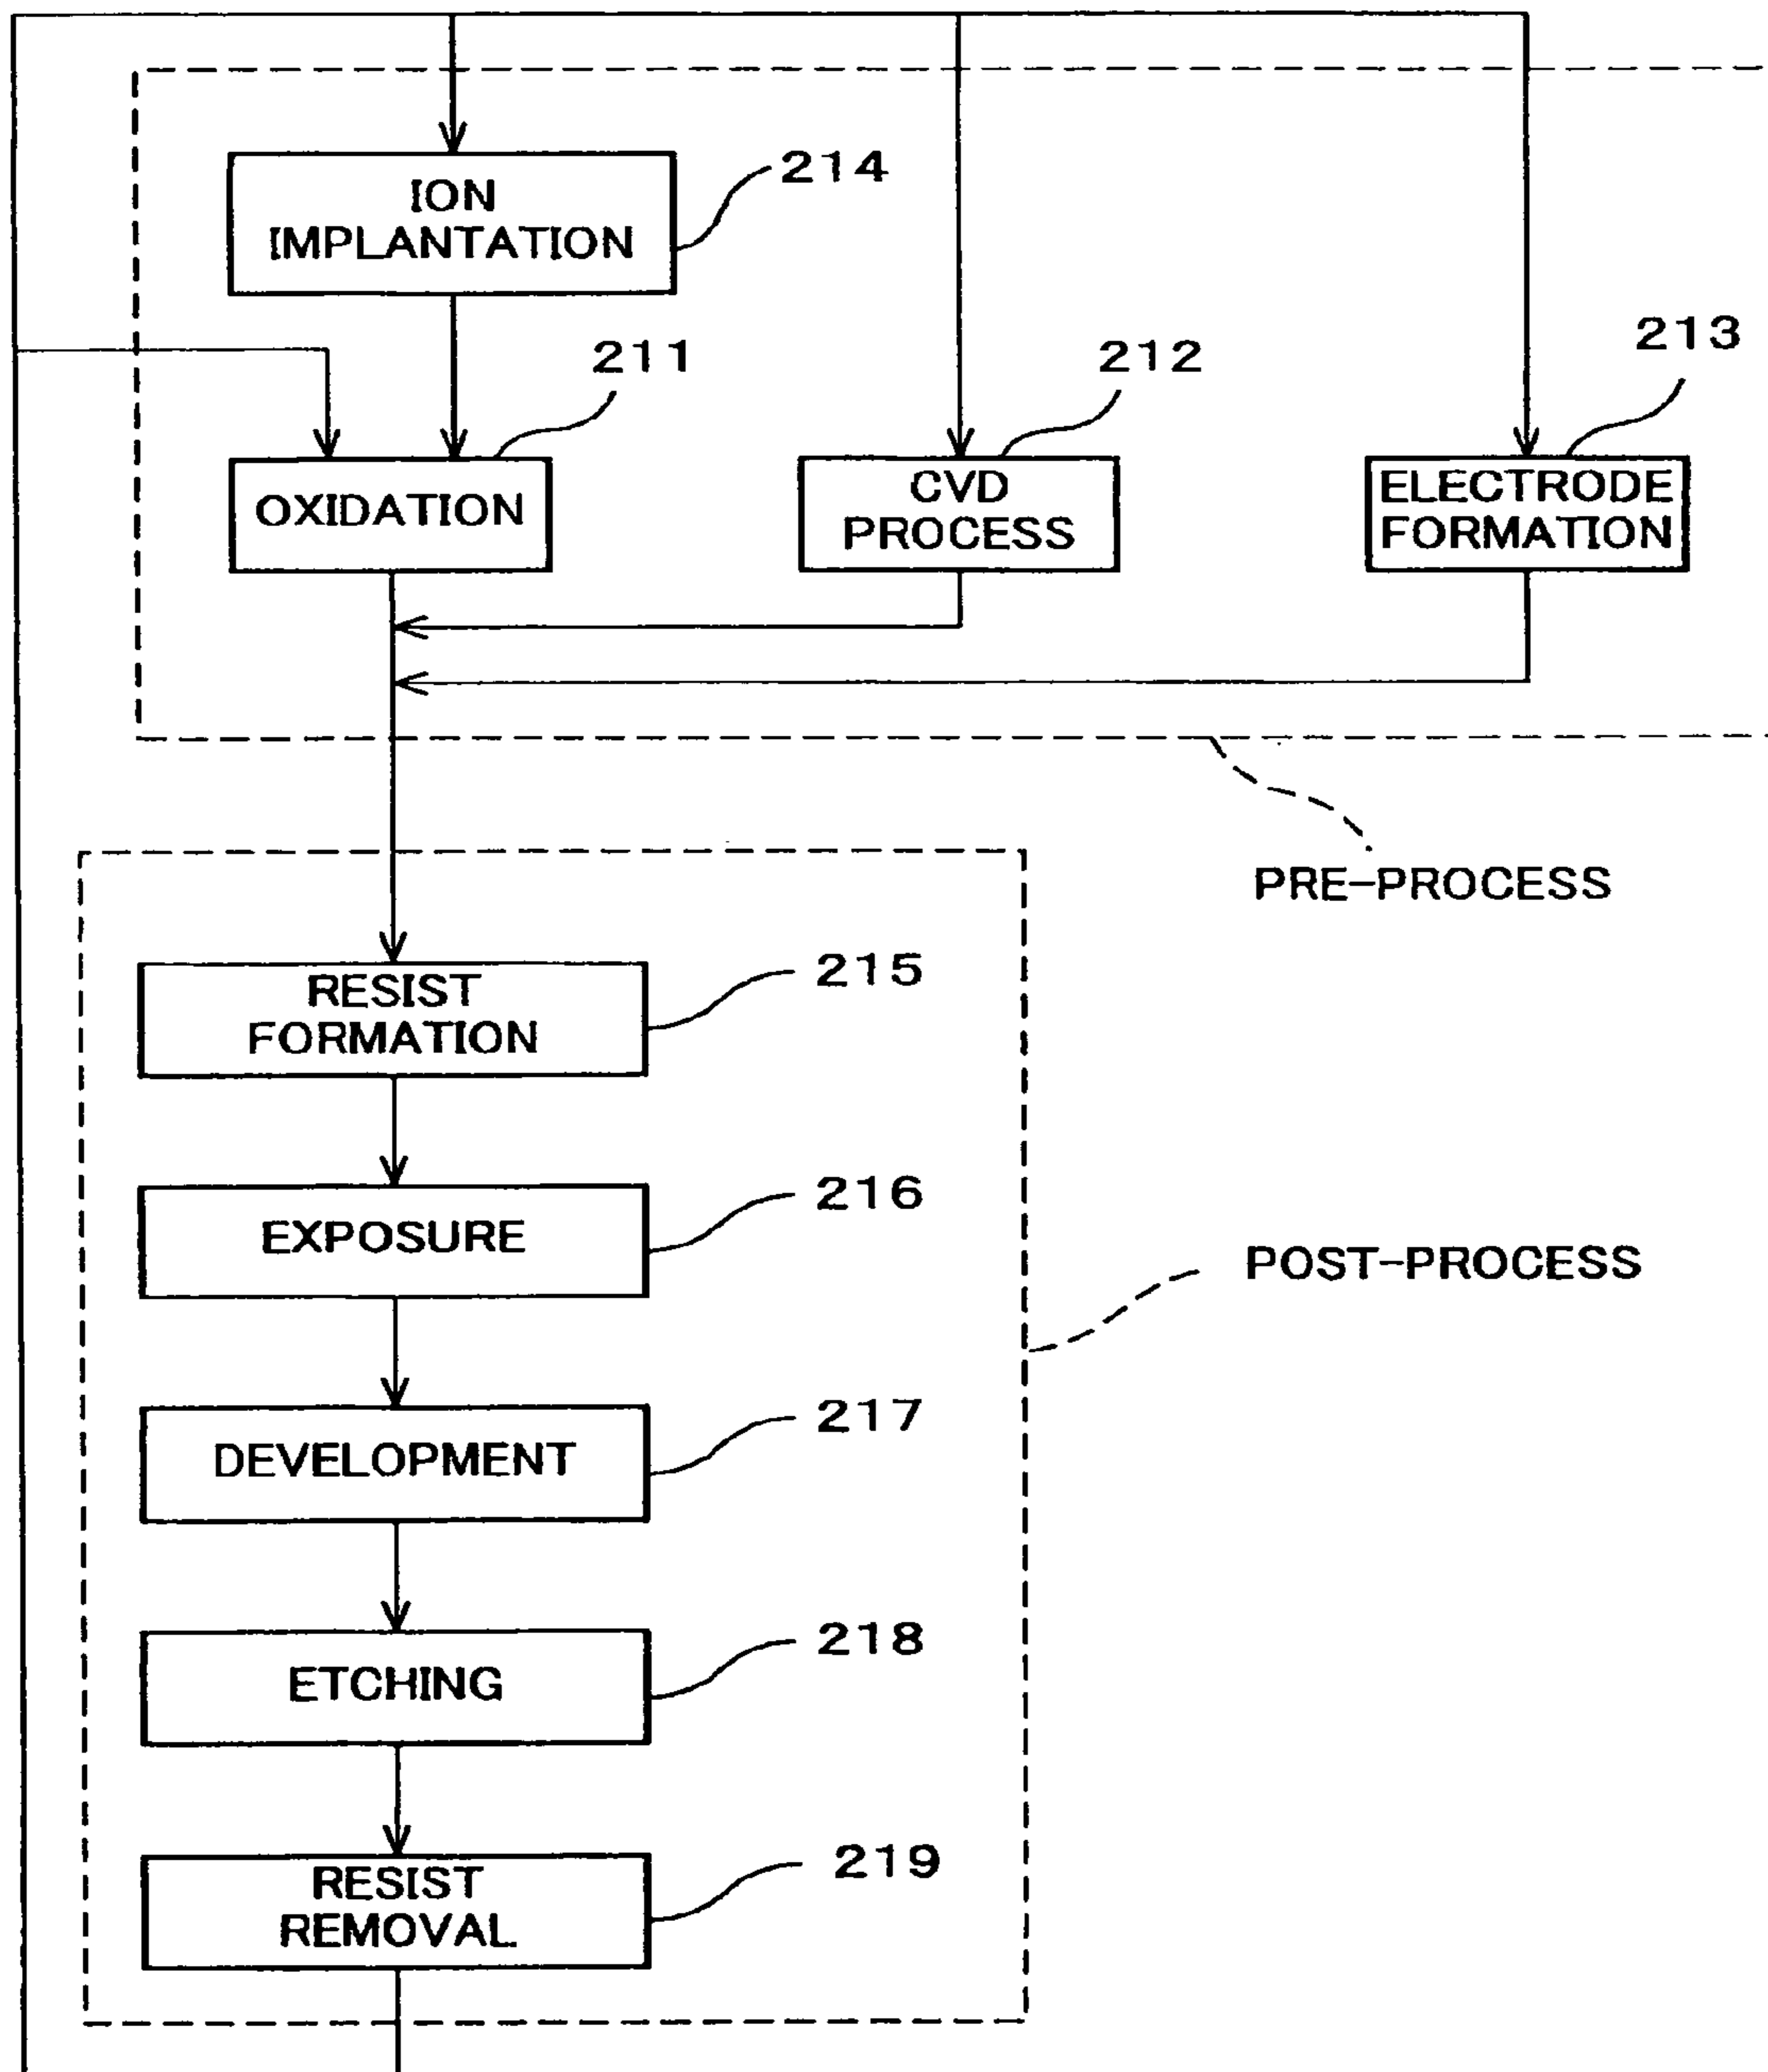 214
ION
IMPLANTATION
211
212
213
OXIDATION
CVD
PROCESS
ELECTRODE
FORMATION
PRE-PROCESS
215
RESIST
FORMATION
216
EXPOSURE
POST-PROCESS
217
DEVELOPMENT
218
ETCHING
219
RESIST
REMOVAL